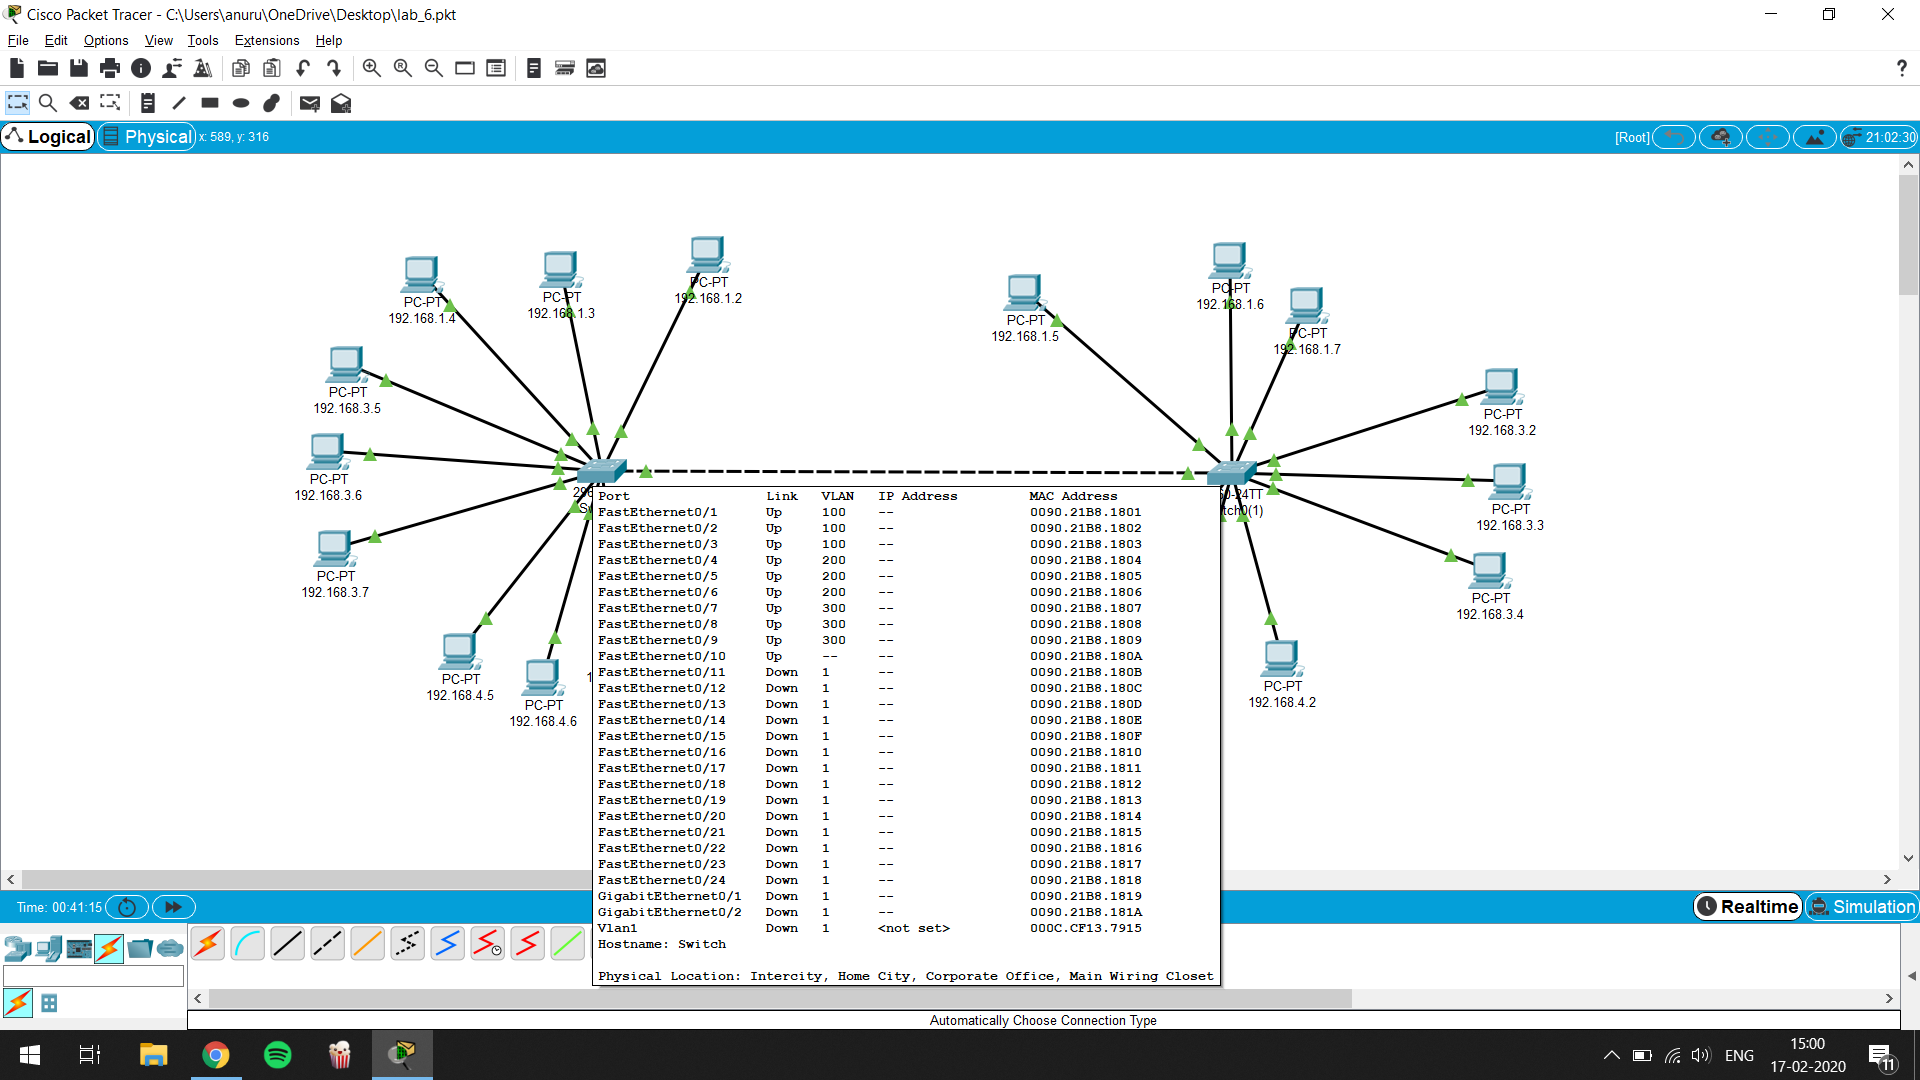 Cisco Packet Tracer - C:\Users\anuru\OneDrive\Desktop\lab_6.pkt
File Edit Options View Tools Extensions Help
?
Logical Physical x: 589, y: 316 [Root] 21:02:30
PC-PT
192.168.1.4
PC-PT
192.168.1.3
PC-PT
192.168.1.2
PC-PT
192.168.1.5
PC-PT
192.168.1.6
PC-PT
192.168.1.7
PC-PT
192.168.3.5
PC-PT
192.168.3.2
PC-PT
192.168.3.6
PC-PT
192.168.3.3
PC-PT
192.168.3.7
PC-PT
192.168.3.4
PC-PT
192.168.4.5
PC-PT
192.168.4.6
PC-PT
192.168.4.2
-24TT
tch0(1)
Port Link VLAN IP Address MAC Address
FastEthernet0/1 Up 100 -- 0090.21B8.1801
FastEthernet0/2 Up 100 -- 0090.21B8.1802
FastEthernet0/3 Up 100 -- 0090.21B8.1803
FastEthernet0/4 Up 200 -- 0090.21B8.1804
FastEthernet0/5 Up 200 -- 0090.21B8.1805
FastEthernet0/6 Up 200 -- 0090.21B8.1806
FastEthernet0/7 Up 300 -- 0090.21B8.1807
FastEthernet0/8 Up 300 -- 0090.21B8.1808
FastEthernet0/9 Up 300 -- 0090.21B8.1809
FastEthernet0/10 Up -- -- 0090.21B8.180A
FastEthernet0/11 Down 1 -- 0090.21B8.180B
FastEthernet0/12 Down 1 -- 0090.21B8.180C
FastEthernet0/13 Down 1 -- 0090.21B8.180D
FastEthernet0/14 Down 1 -- 0090.21B8.180E
FastEthernet0/15 Down 1 -- 0090.21B8.180F
FastEthernet0/16 Down 1 -- 0090.21B8.1810
FastEthernet0/17 Down 1 -- 0090.21B8.1811
FastEthernet0/18 Down 1 -- 0090.21B8.1812
FastEthernet0/19 Down 1 -- 0090.21B8.1813
FastEthernet0/20 Down 1 -- 0090.21B8.1814
FastEthernet0/21 Down 1 -- 0090.21B8.1815
FastEthernet0/22 Down 1 -- 0090.21B8.1816
FastEthernet0/23 Down 1 -- 0090.21B8.1817
FastEthernet0/24 Down 1 -- 0090.21B8.1818
GigabitEthernet0/1 Down 1 -- 0090.21B8.1819
GigabitEthernet0/2 Down 1 -- 0090.21B8.181A
Vlan1 Down 1 <not set> 000C.CF13.7915
Hostname: Switch
Physical Location: Intercity, Home City, Corporate Office, Main Wiring Closet
Time: 00:41:15
Realtime Simulation
Automatically Choose Connection Type
ENG
15:00
17-02-2020
11